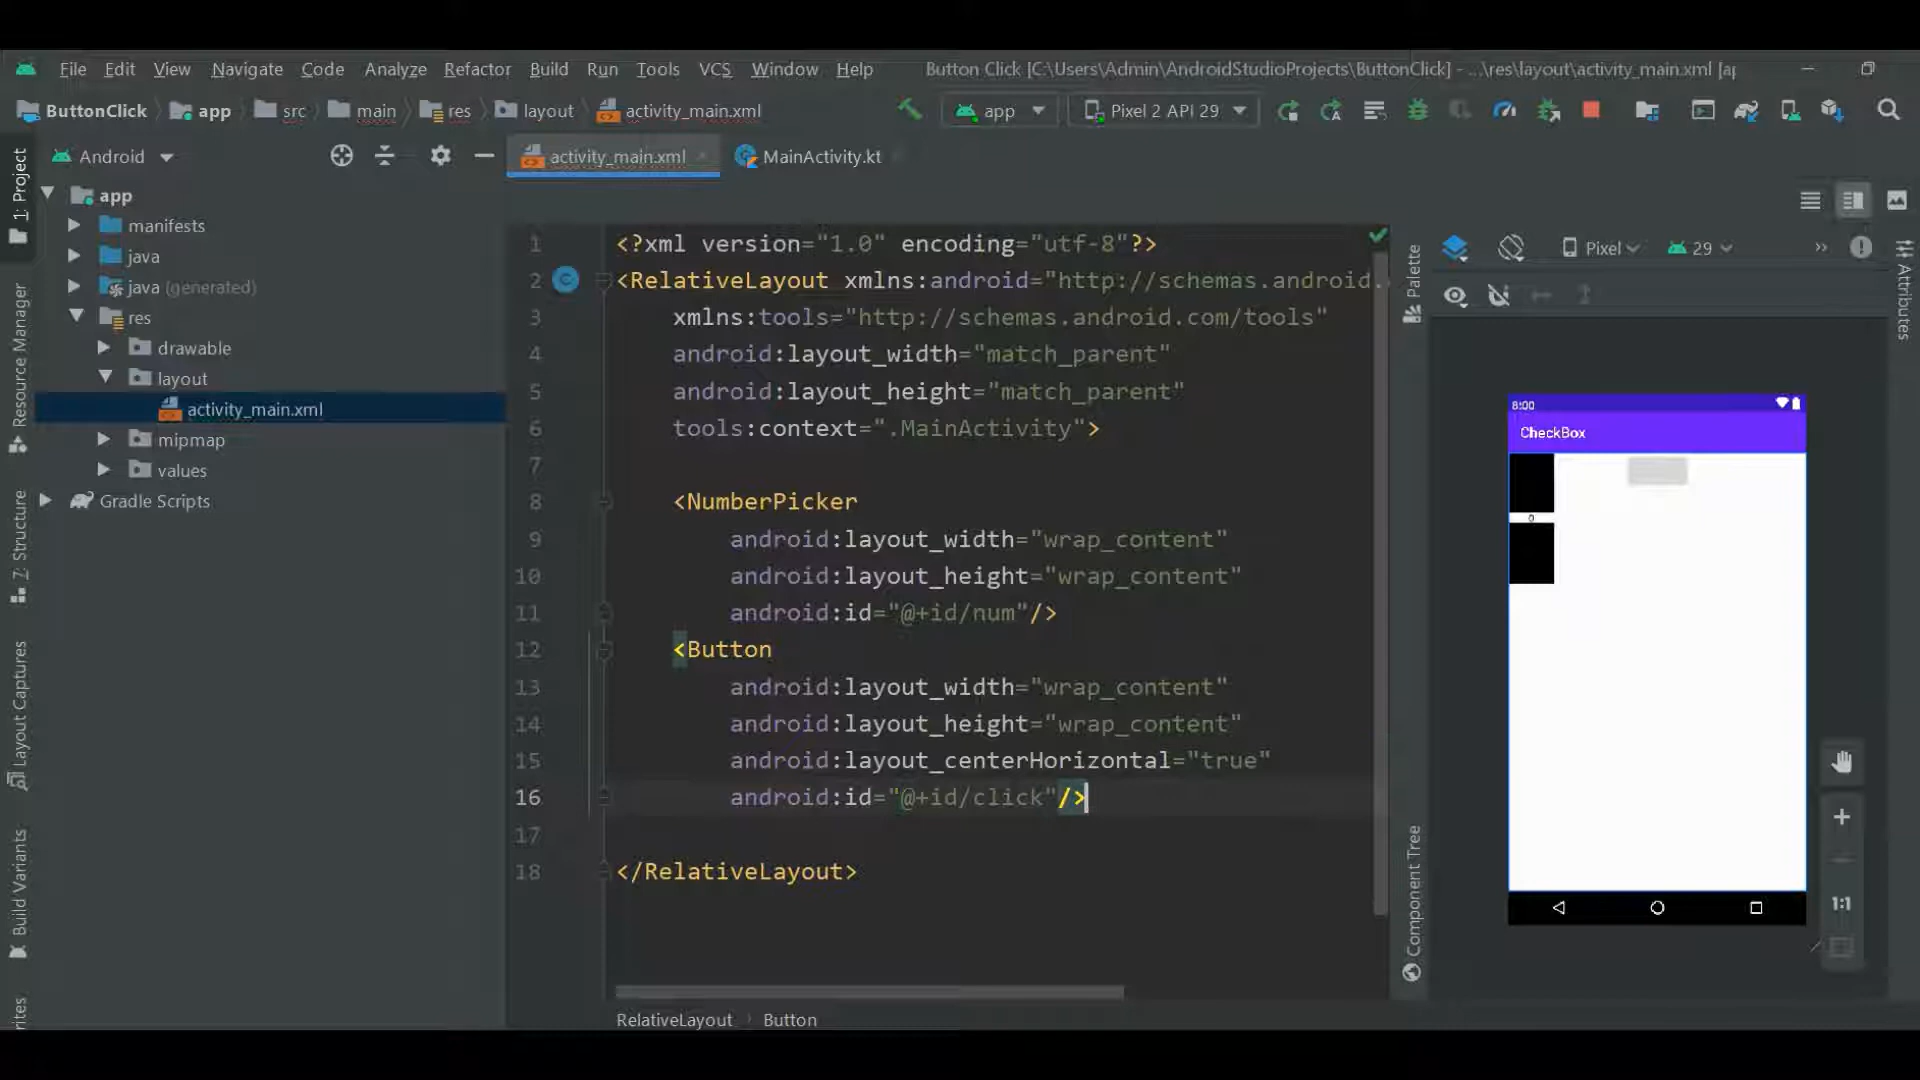 File Edit View Navigate Code Analyze Refactor Build Run Tools VCS Window Help Button Click [C:\Users\Admin\AndroidStudioProjects\ButtonClick] - ...\res\layout\activity_main.xml [ap
ButtonClick app src main res layout activity_main.xml app Pixel 2 API 29
Android activity_main.xml MainActivity.kt
1: Project
Resource Manager
Z: Structure
Layout Captures
Build Variants
rites
app
manifests
java
java (generated)
res
drawable
layout
activity_main.xml
mipmap
values
Gradle Scripts
1 <?xml version="1.0" encoding="utf-8"?>
2 <RelativeLayout xmlns:android="http://schemas.android.
3 xmlns:tools="http://schemas.android.com/tools"
4 android:layout_width="match_parent"
5 android:layout_height="match_parent"
6 tools:context=".MainActivity">
7
8 <NumberPicker
9 android:layout_width="wrap_content"
10 android:layout_height="wrap_content"
11 android:id="@+id/num"/>
12 <Button
13 android:layout_width="wrap_content"
14 android:layout_height="wrap_content"
15 android:layout_centerHorizontal="true"
16 android:id="@+id/click"/>
17
18 </RelativeLayout>
RelativeLayout Button
Palette
Component Tree
Pixel 29
Attributes
8:00
CheckBox
0
1:1